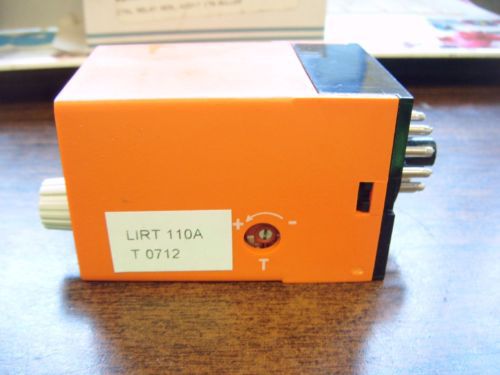 LIRT 110A
T 0712
+ -
T